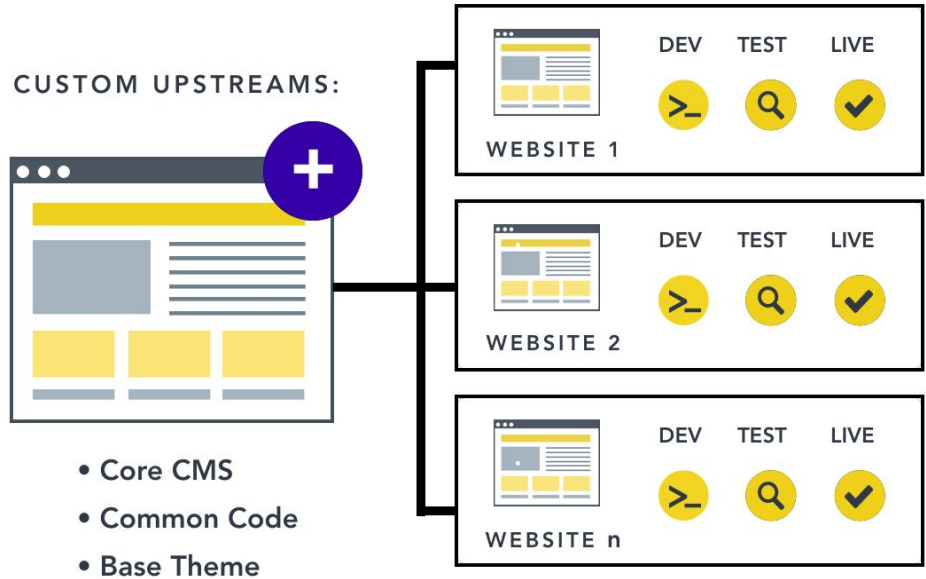 CUSTOM UPSTREAMS:
• Core CMS
• Common Code
• Base Theme
DEV TEST LIVE
WEBSITE 1
DEV TEST LIVE
WEBSITE 2
DEV TEST LIVE
WEBSITE n